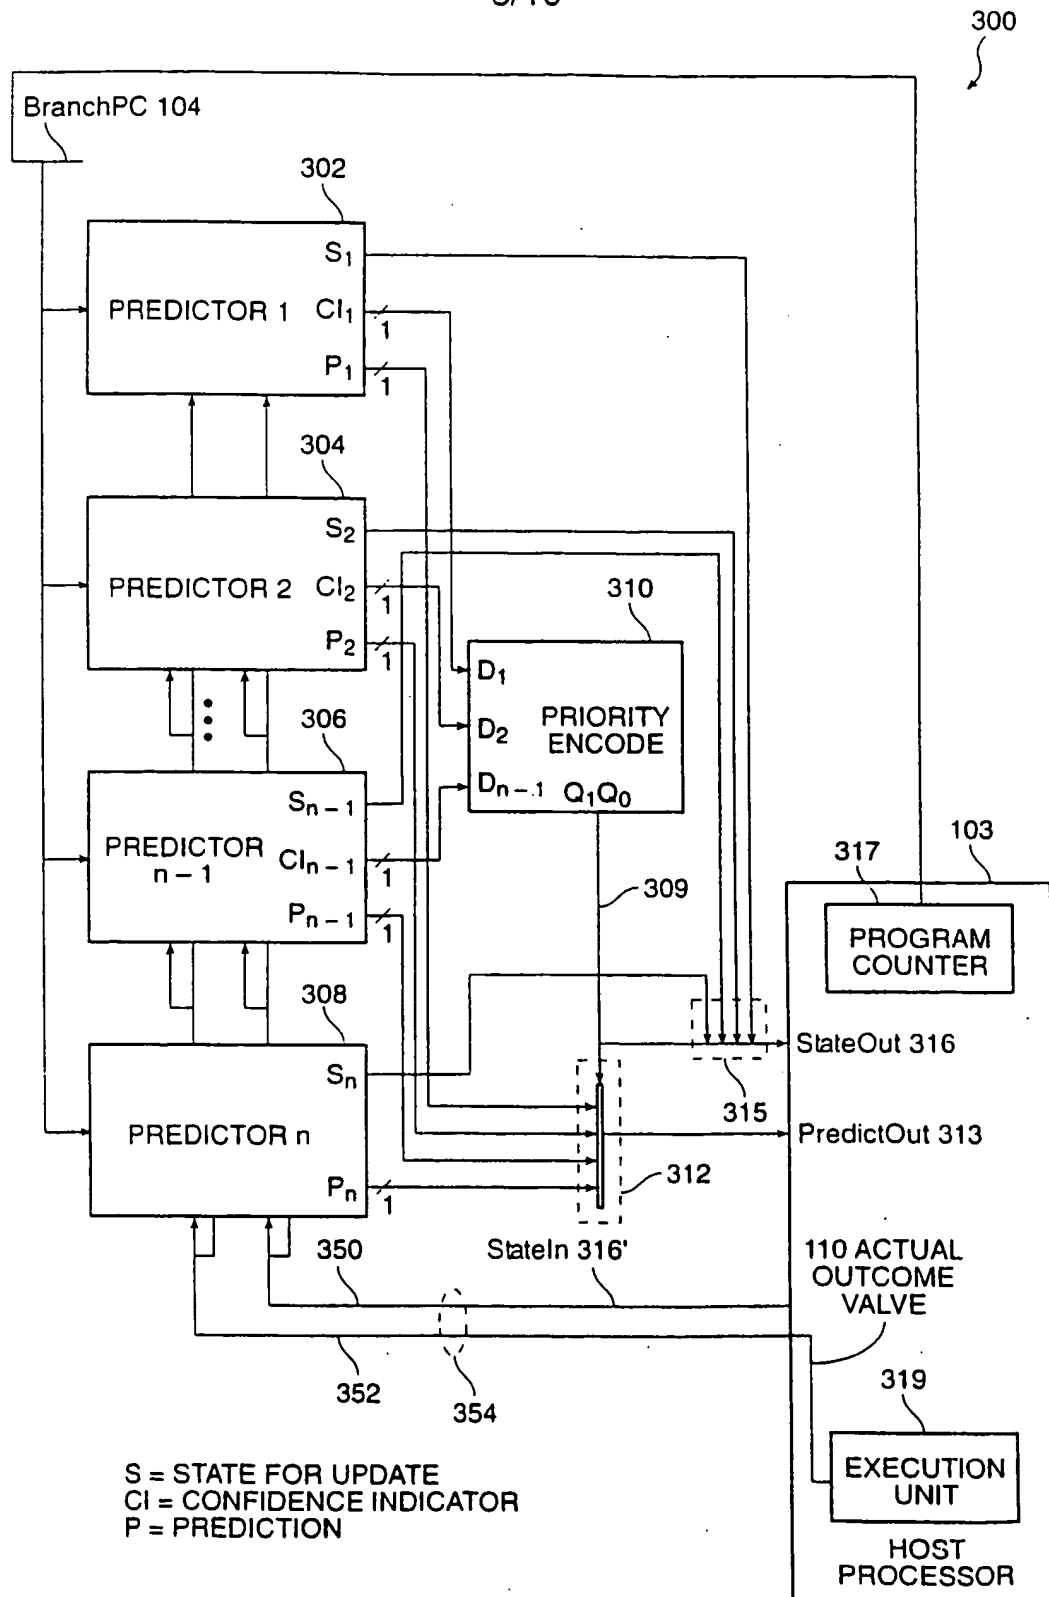 300
BranchPC 104
302
S1
PREDICTOR 1
CI1
1
P1
1
304
S2
PREDICTOR 2
CI2
1
P2
1
310
D1
PRIORITY
ENCODE
D2
Dn-1
Q1Q0
306
Sn-1
PREDICTOR
n-1
CIn-1
1
Pn-1
1
309
103
317
PROGRAM
COUNTER
308
Sn
PREDICTOR n
Pn
1
StateOut 316
315
PredictOut 313
312
350
StateIn 316'
110 ACTUAL
OUTCOME
VALVE
352
354
319
EXECUTION
UNIT
HOST
PROCESSOR
S = STATE FOR UPDATE
CI = CONFIDENCE INDICATOR
P = PREDICTION